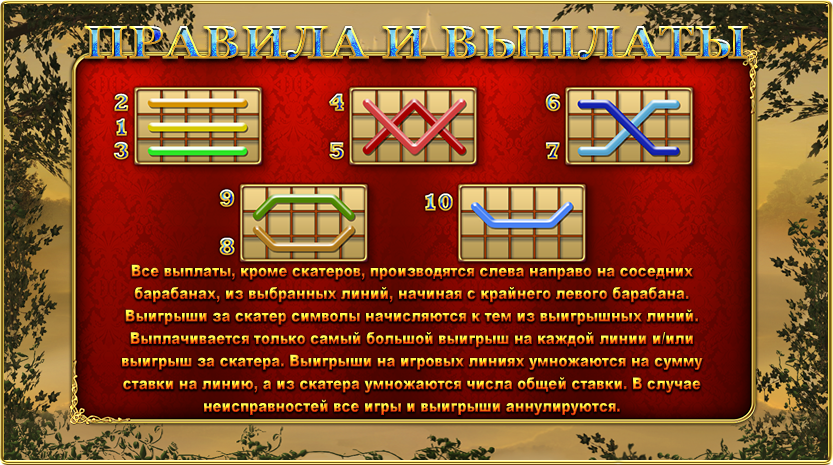 ПРАВИЛА И ВЫПЛАТЫ
2
1
3
4
5
6
7
9
8
10
Все выплаты, кроме скатеров, производятся слева направо на соседних
барабанах, из выбранных линий, начиная с крайнего левого барабана.
Выигрыши за скатер символы начисляются к тем из выигрышных линий.
Выплачивается только самый большой выигрыш на каждой линии и/или
выигрыш за скатера. Выигрыши на игровых линиях умножаются на сумму
ставки на линию, а из скатера умножаются числа общей ставки. В случае
неисправностей все игры и выигрыши аннулируются.